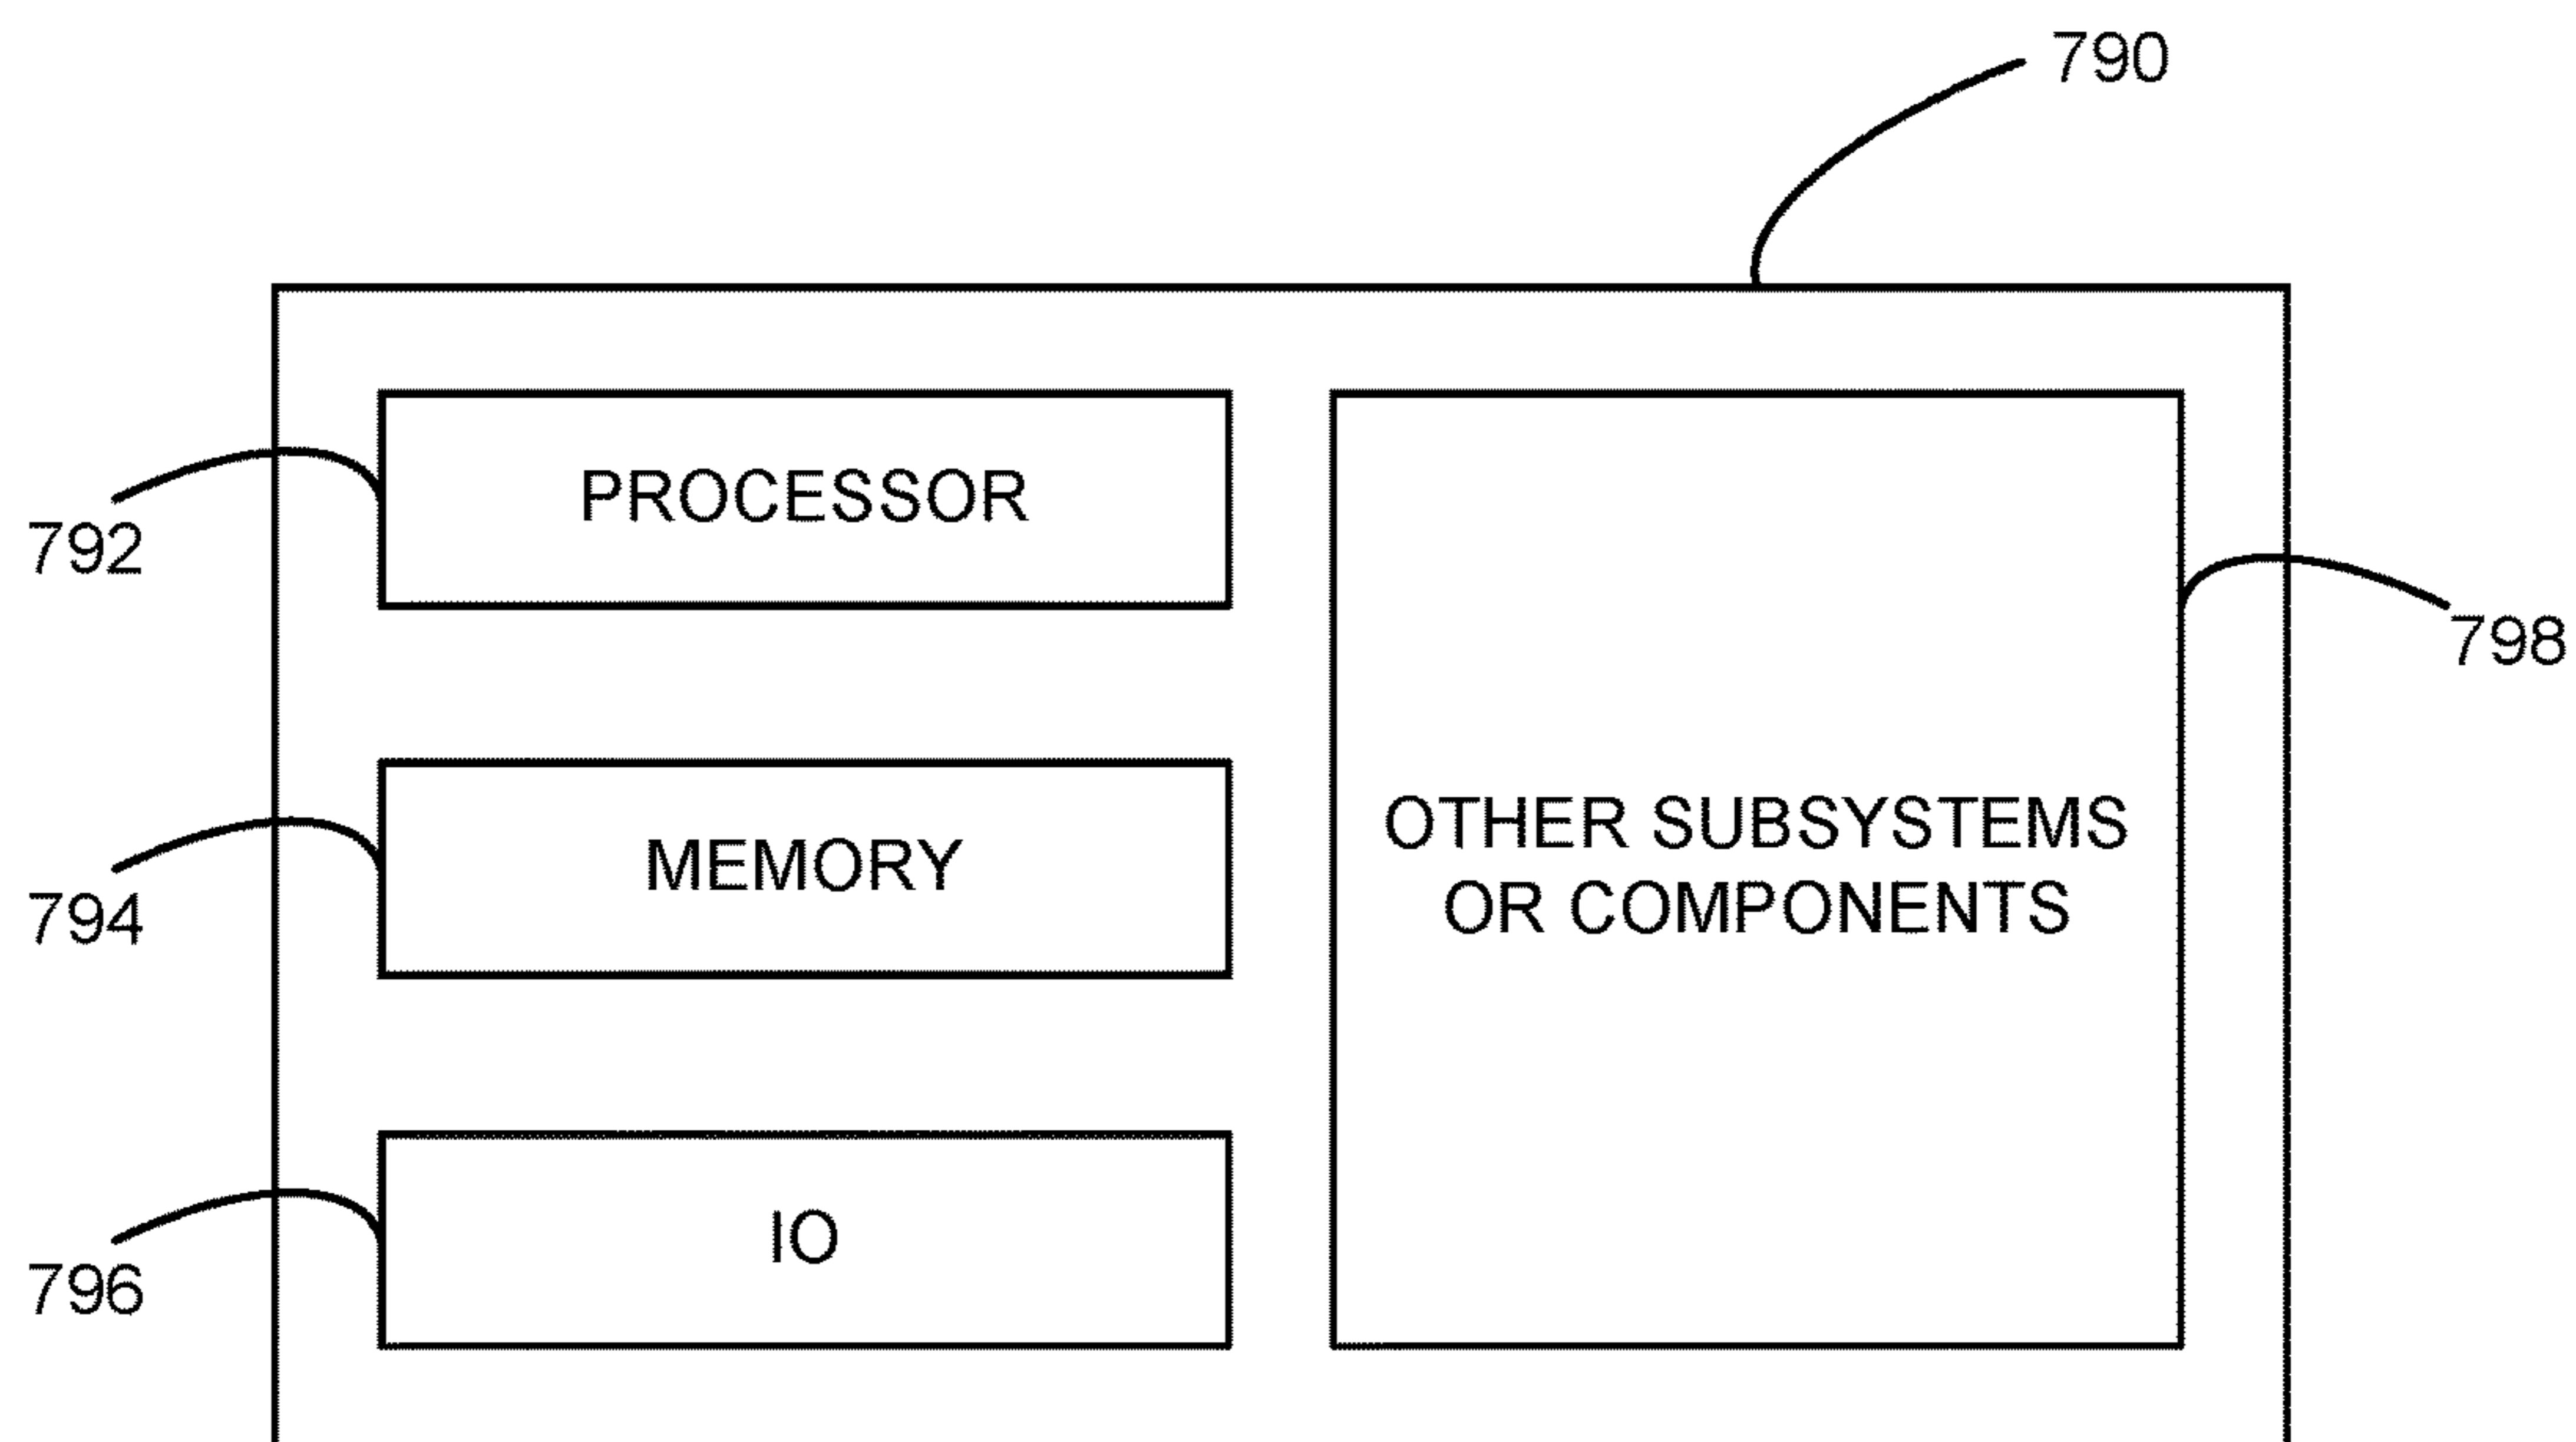 790
PROCESSOR
792
798
OTHER SUBSYSTEMS
OR COMPONENTS
MEMORY
794
IO
796